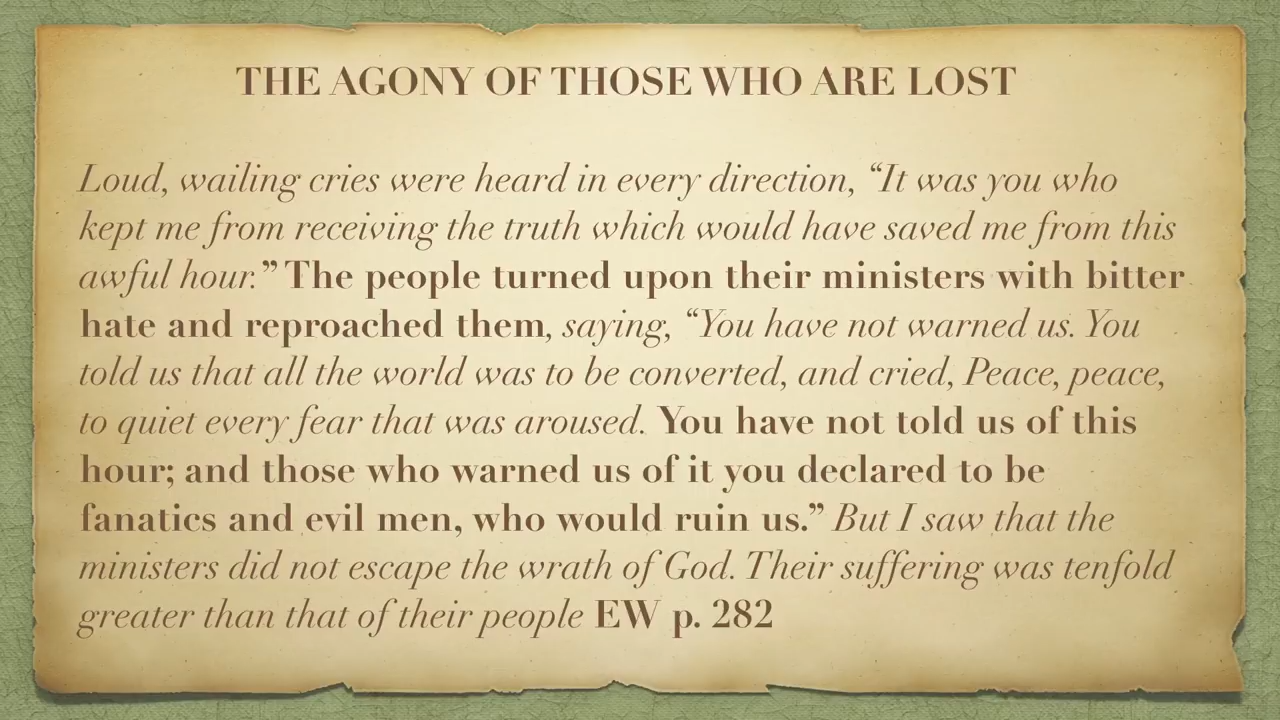 THE AGONY OF THOSE WHO ARE LOST
Loud, wailing cries were heard in every direction, “It was you who
kept me from receiving the truth which would have saved me from this
awful hour.” The people turned upon their ministers with bitter
hate and reproached them, saying, “You have not warned us. You
told us that all the world was to be converted, and cried, Peace, peace,
to quiet every fear that was aroused. You have not told us of this
hour; and those who warned us of it you declared to be
fanatics and evil men, who would ruin us.” But I saw that the
ministers did not escape the wrath of God. Their suffering was tenfold
greater than that of their people EW p. 282